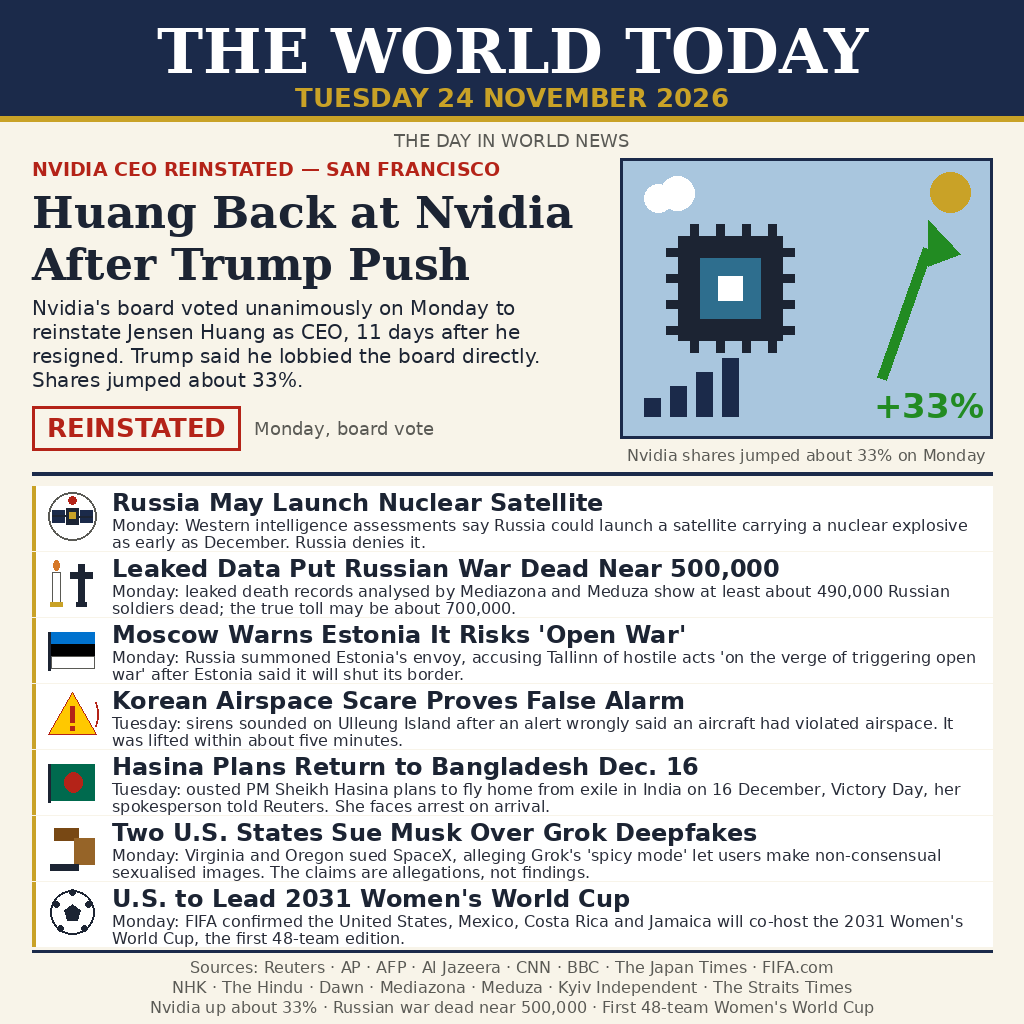 THE WORLD TODAY
TUESDAY 24 NOVEMBER 2026
THE DAY IN WORLD NEWS
NVIDIA CEO REINSTATED — SAN FRANCISCO
Huang Back at Nvidia
After Trump Push
Nvidia's board voted unanimously on Monday to
reinstate Jensen Huang as CEO, 11 days after he
resigned. Trump said he lobbied the board directly.
Shares jumped about 33%.
REINSTATED
Monday, board vote
+33%
Nvidia shares jumped about 33% on Monday
Russia May Launch Nuclear Satellite
Monday: Western intelligence assessments say Russia could launch a satellite carrying a nuclear explosive
as early as December. Russia denies it.
Leaked Data Put Russian War Dead Near 500,000
Monday: leaked death records analysed by Mediazona and Meduza show at least about 490,000 Russian
soldiers dead; the true toll may be about 700,000.
Moscow Warns Estonia It Risks 'Open War'
Monday: Russia summoned Estonia's envoy, accusing Tallinn of hostile acts 'on the verge of triggering open
war' after Estonia said it will shut its border.
Korean Airspace Scare Proves False Alarm
Tuesday: sirens sounded on Ulleung Island after an alert wrongly said an aircraft had violated airspace. It
was lifted within about five minutes.
Hasina Plans Return to Bangladesh Dec. 16
Tuesday: ousted PM Sheikh Hasina plans to fly home from exile in India on 16 December, Victory Day, her
spokesperson told Reuters. She faces arrest on arrival.
Two U.S. States Sue Musk Over Grok Deepfakes
Monday: Virginia and Oregon sued SpaceX, alleging Grok's 'spicy mode' let users make non-consensual
sexualised images. The claims are allegations, not findings.
U.S. to Lead 2031 Women's World Cup
Monday: FIFA confirmed the United States, Mexico, Costa Rica and Jamaica will co-host the 2031 Women's
World Cup, the first 48-team edition.
Sources: Reuters · AP · AFP · Al Jazeera · CNN · BBC · The Japan Times · FIFA.com
NHK · The Hindu · Dawn · Mediazona · Meduza · Kyiv Independent · The Straits Times
Nvidia up about 33% · Russian war dead near 500,000 · First 48-team Women's World Cup